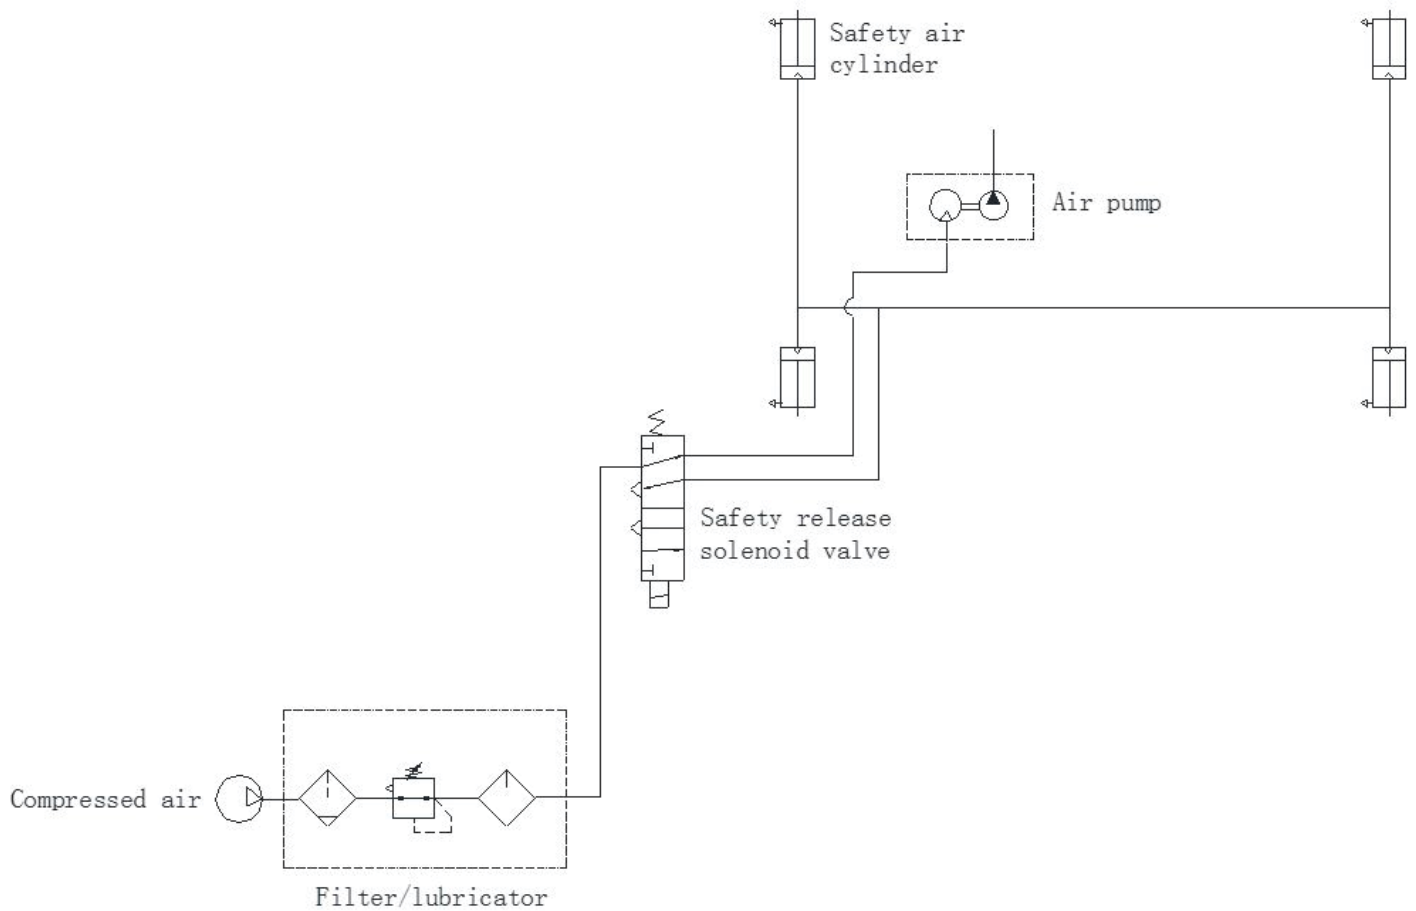 Safety air
cylinder
Air pump
Safety release
solenoid valve
Compressed air
Filter/lubricator